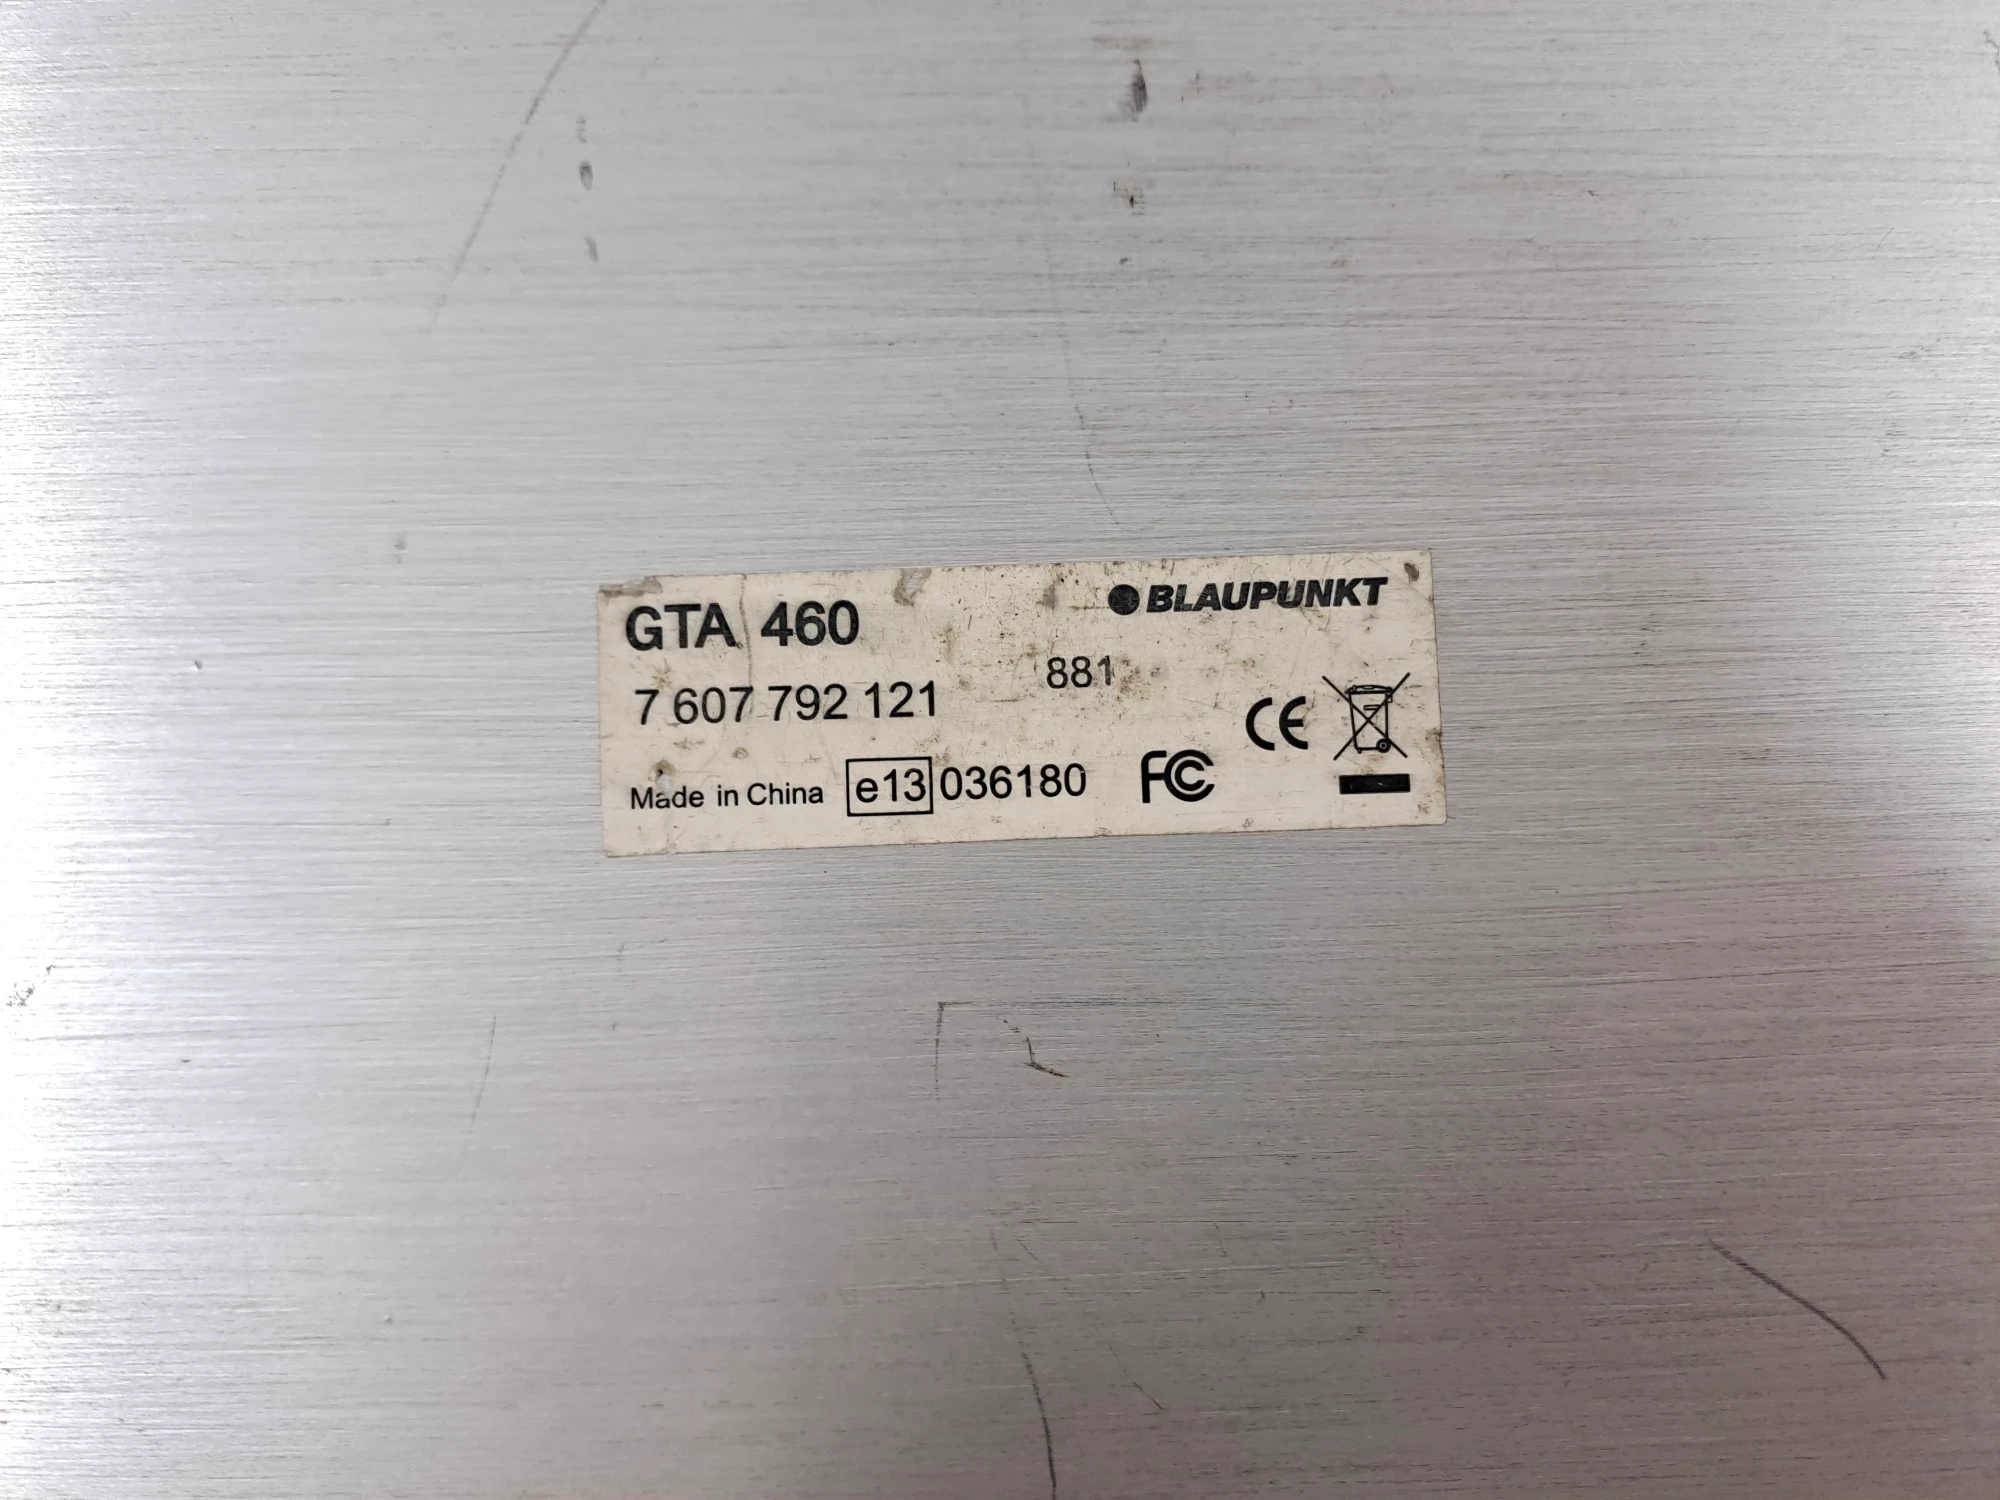 GTA 460
BLAUPUNKT
881
7 607 792 121
CE
Made in China e13 036180 FC